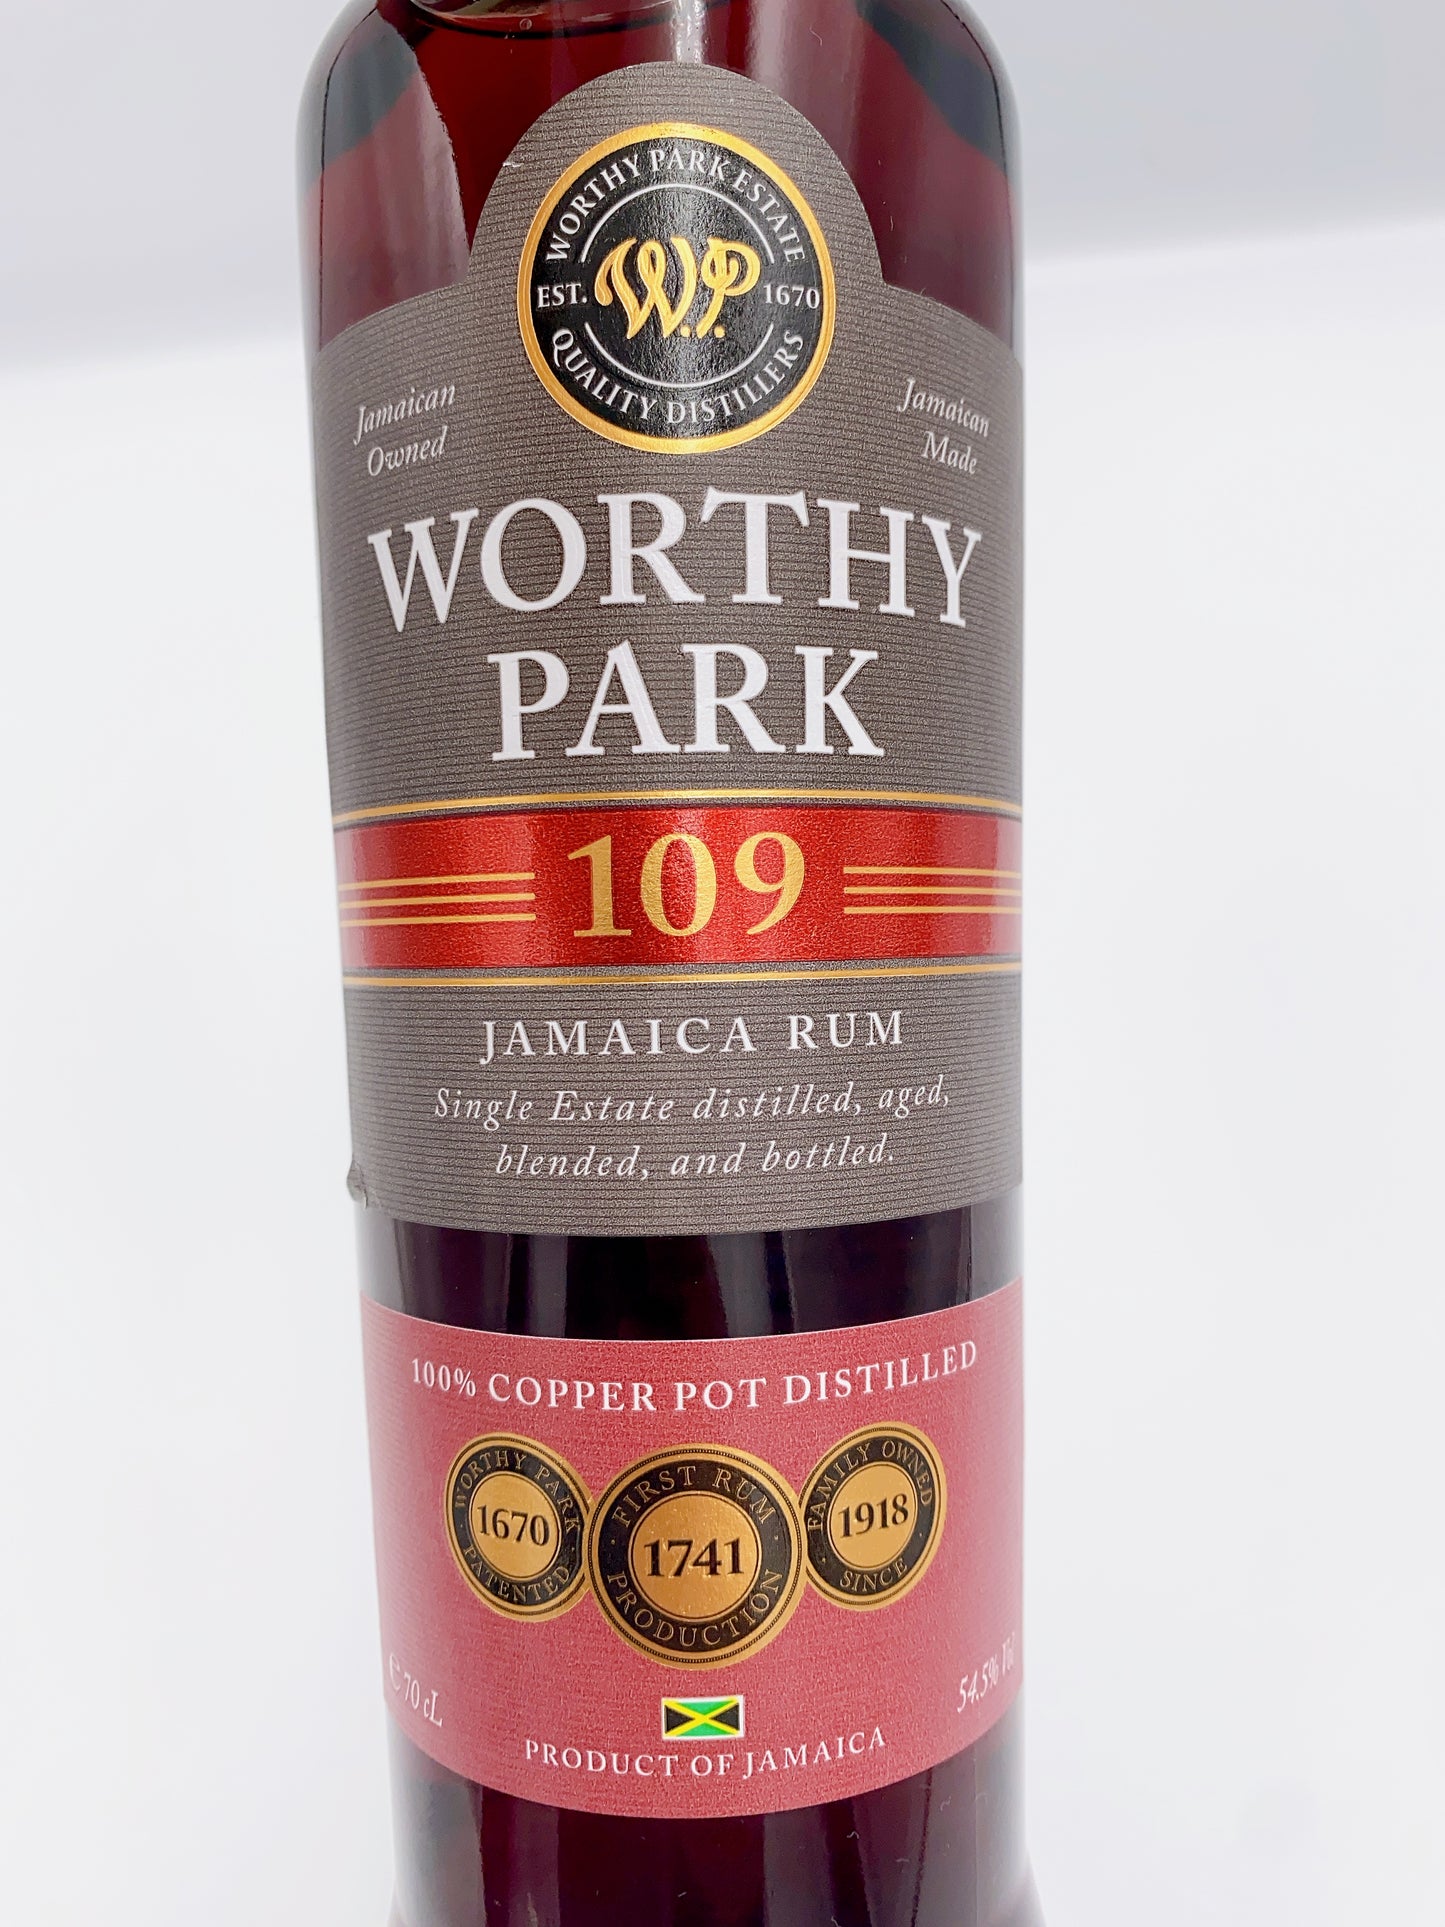 WORTHY PARK ESTATE
EST. W.P. 1670
QUALITY DISTILLERS
Jamaican
Owned
Jamaican
Made
WORTHY
PARK
109
JAMAICA RUM
Single Estate distilled, aged,
blended, and bottled.
100% COPPER POT DISTILLED
WORTHY PARK
1670
PATENTED
FIRST RUM
1741
PRODUCTION
FAMILY OWNED
1918
SINCE
e 70 cL
54.5% Vol
PRODUCT OF JAMAICA